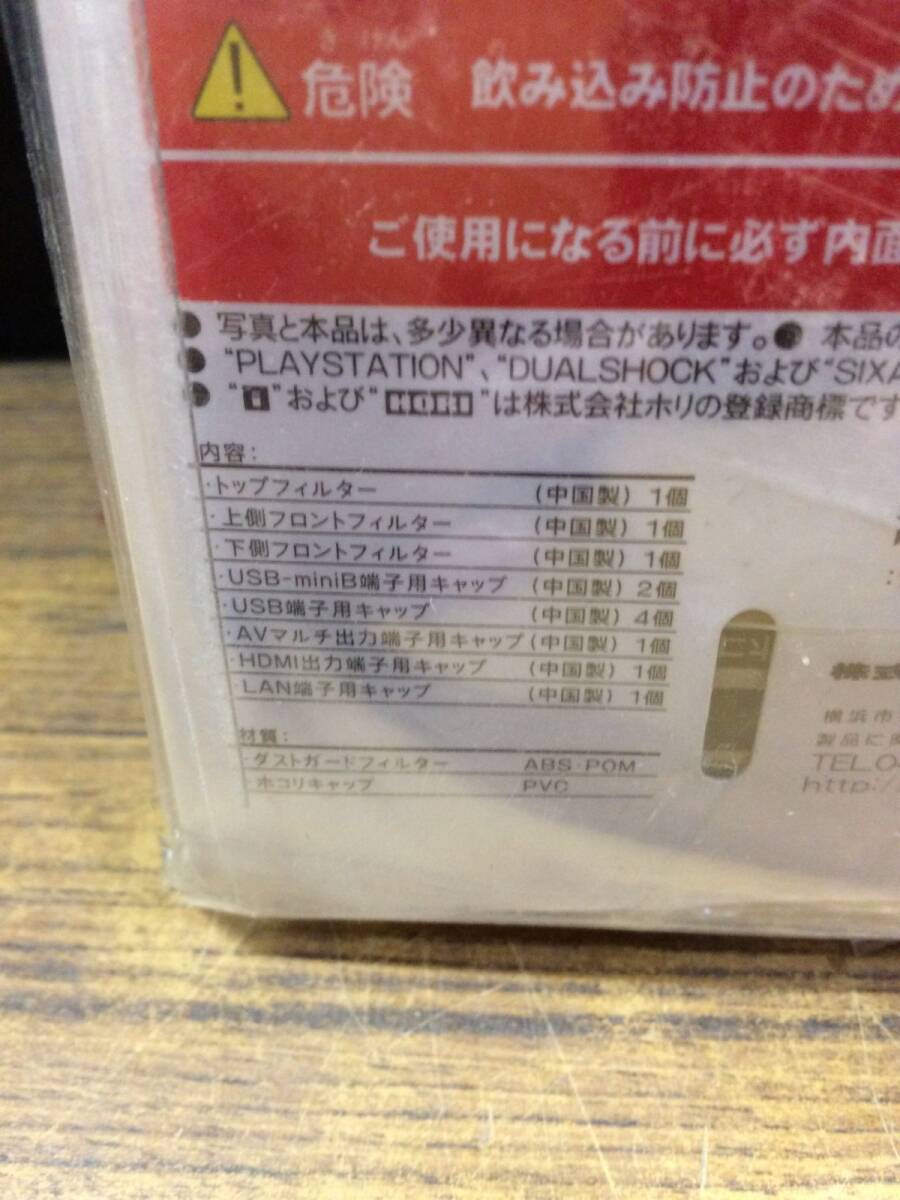 きけん
危険 飲み込み防止のため
ご使用になる前に必ず内面
● 写真と本品は、多少異なる場合があります。● 本品の
● “PLAYSTATION”、“DUALSHOCK”および“SIXA
● “ ”および“HORI”は株式会社ホリの登録商標です
内容:
・トップフィルター (中国製) 1個
・上側フロントフィルター (中国製) 1個
・下側フロントフィルター (中国製) 1個
・USB-miniB端子用キャップ (中国製) 2個
・USB端子用キャップ (中国製) 4個
・AVマルチ出力端子用キャップ (中国製) 1個
・HDMI出力端子用キャップ (中国製) 1個
・LAN端子用キャップ (中国製) 1個
材質:
・ダストガードフィルター ABS・POM
・ホコリキャップ PVC
株式
横浜市
製品に関
TEL.04
http:/